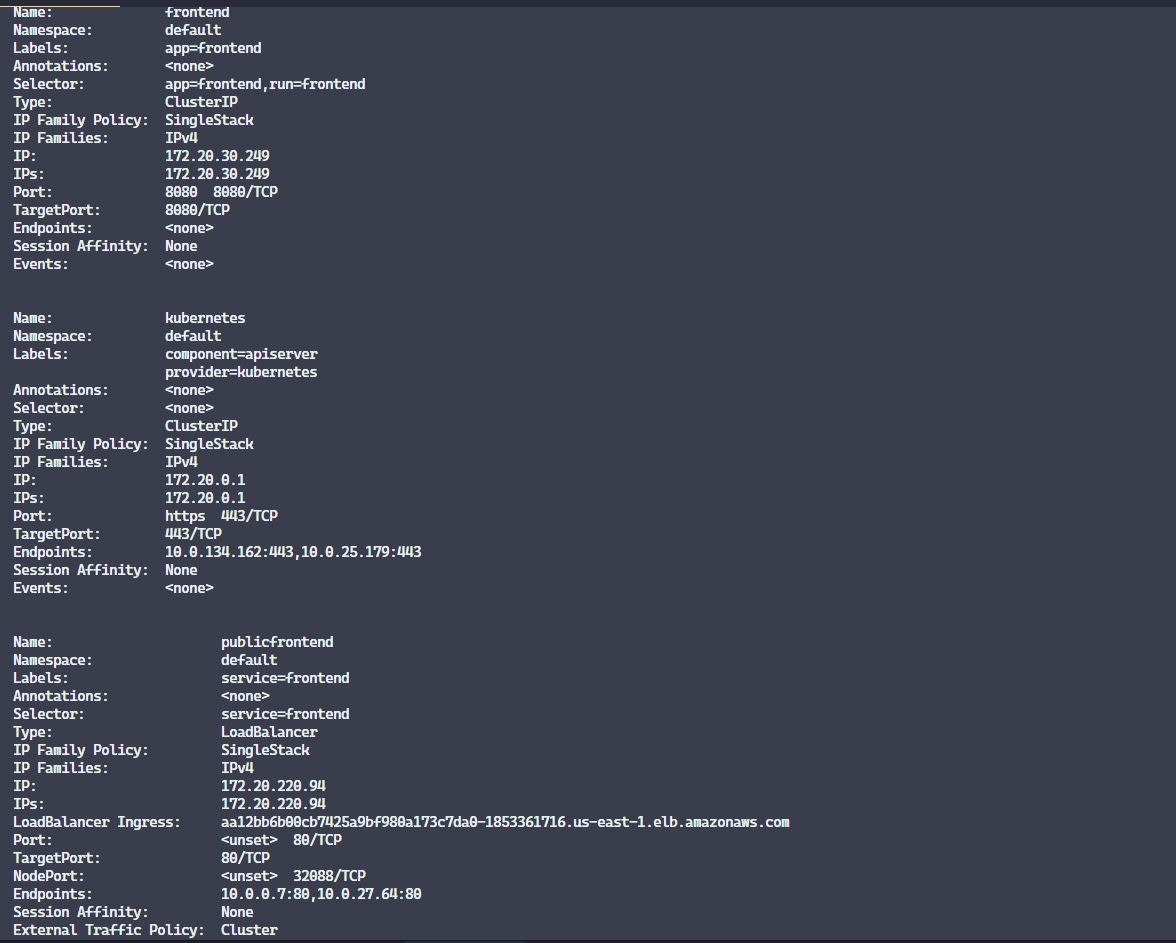 Name:              frontend
Namespace:         default
Labels:            app=frontend
Annotations:       <none>
Selector:          app=frontend,run=frontend
Type:              ClusterIP
IP Family Policy:  SingleStack
IP Families:       IPv4
IP:                172.20.30.249
IPs:               172.20.30.249
Port:              8080  8080/TCP
TargetPort:        8080/TCP
Endpoints:         <none>
Session Affinity:  None
Events:            <none>

Name:              kubernetes
Namespace:         default
Labels:            component=apiserver
                   provider=kubernetes
Annotations:       <none>
Selector:          <none>
Type:              ClusterIP
IP Family Policy:  SingleStack
IP Families:       IPv4
IP:                172.20.0.1
IPs:               172.20.0.1
Port:              https  443/TCP
TargetPort:        443/TCP
Endpoints:         10.0.134.162:443,10.0.25.179:443
Session Affinity:  None
Events:            <none>

Name:                     publicfrontend
Namespace:                default
Labels:                   service=frontend
Annotations:              <none>
Selector:                 service=frontend
Type:                     LoadBalancer
IP Family Policy:         SingleStack
IP Families:              IPv4
IP:                       172.20.220.94
IPs:                      172.20.220.94
LoadBalancer Ingress:     aa12bb6b00cb7425a9bf980a173c7da0-1853361716.us-east-1.elb.amazonaws.com
Port:                     <unset>  80/TCP
TargetPort:               80/TCP
NodePort:                 <unset>  32088/TCP
Endpoints:                10.0.0.7:80,10.0.27.64:80
Session Affinity:         None
External Traffic Policy:  Cluster